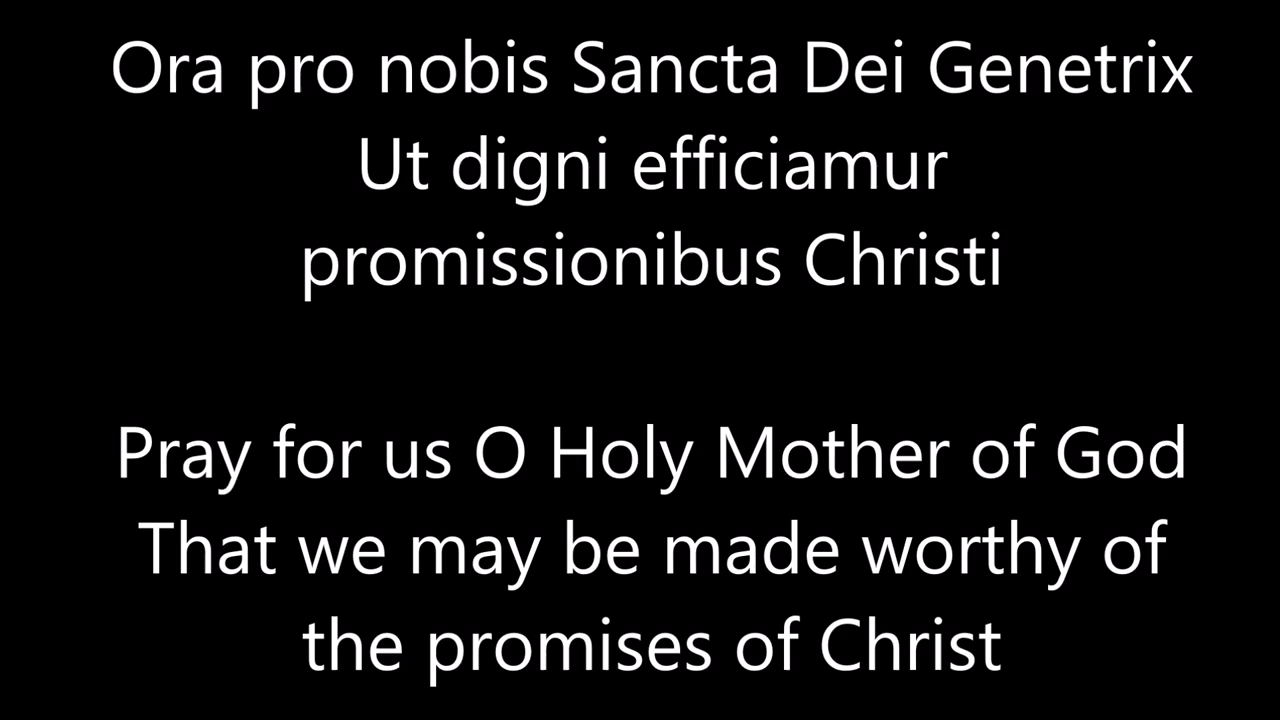 Ora pro nobis Sancta Dei Genetrix
Ut digni efficiamur
promissionibus Christi
Pray for us O Holy Mother of God
That we may be made worthy of
the promises of Christ